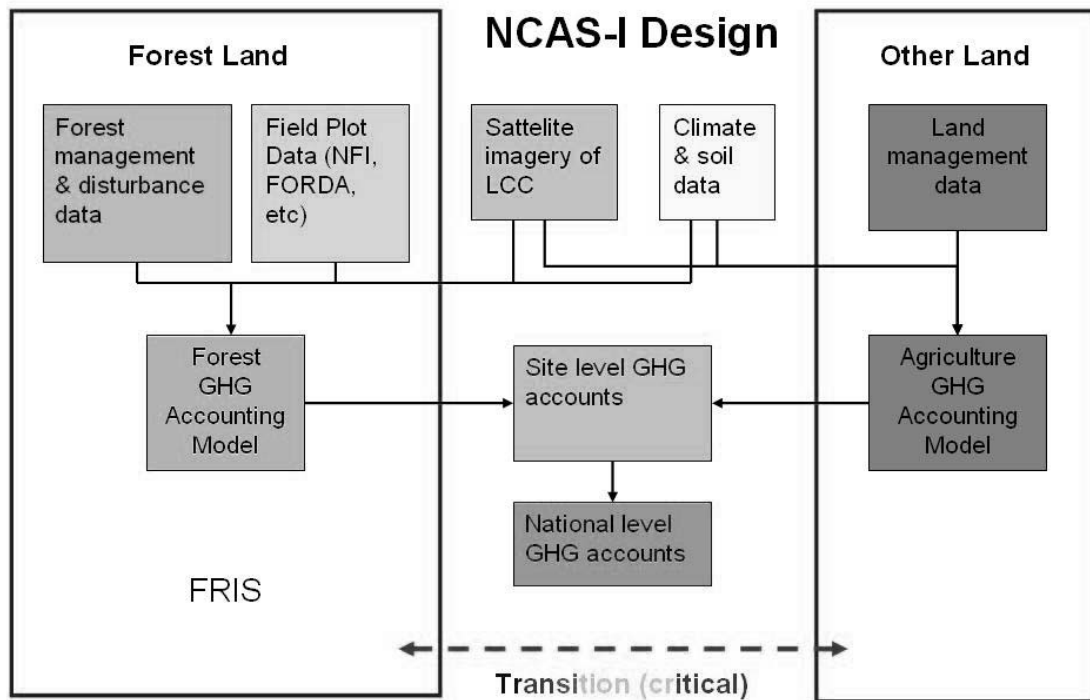 NCAS-I Design
Forest Land
Other Land
Forest
management
& disturbance
data
Field Plot
Data (NFI,
FORDA,
etc)
Sattelite
imagery of
LCC
Climate
& soil
data
Land
management
data
Forest
GHG
Accounting
Model
Site level GHG
accounts
Agriculture
GHG
Accounting
Model
National level
GHG accounts
FRIS
Transition (critical)